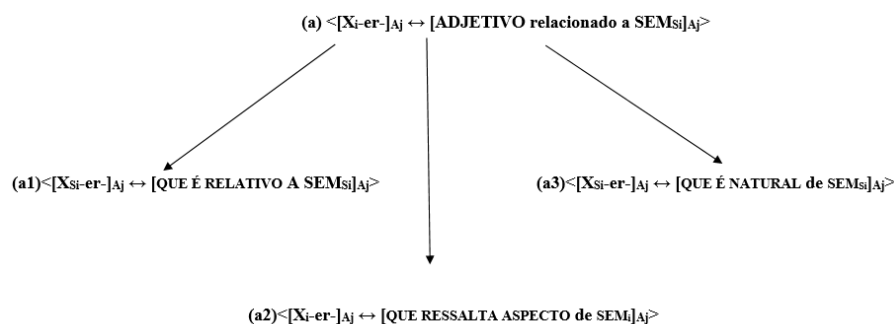 (a) <[Xi-er-]Aj ↔ [ADJETIVO relacionado a SEMSi]Aj>
(a1)<[XSi-er-]Aj ↔ [QUE É RELATIVO A SEMSi]Aj>
(a3)<[XSi-er-]Aj ↔ [QUE É NATURAL de SEMSi]Aj>
(a2)<[Xi-er-]Aj ↔ [QUE RESSALTA ASPECTO de SEMi]Aj>